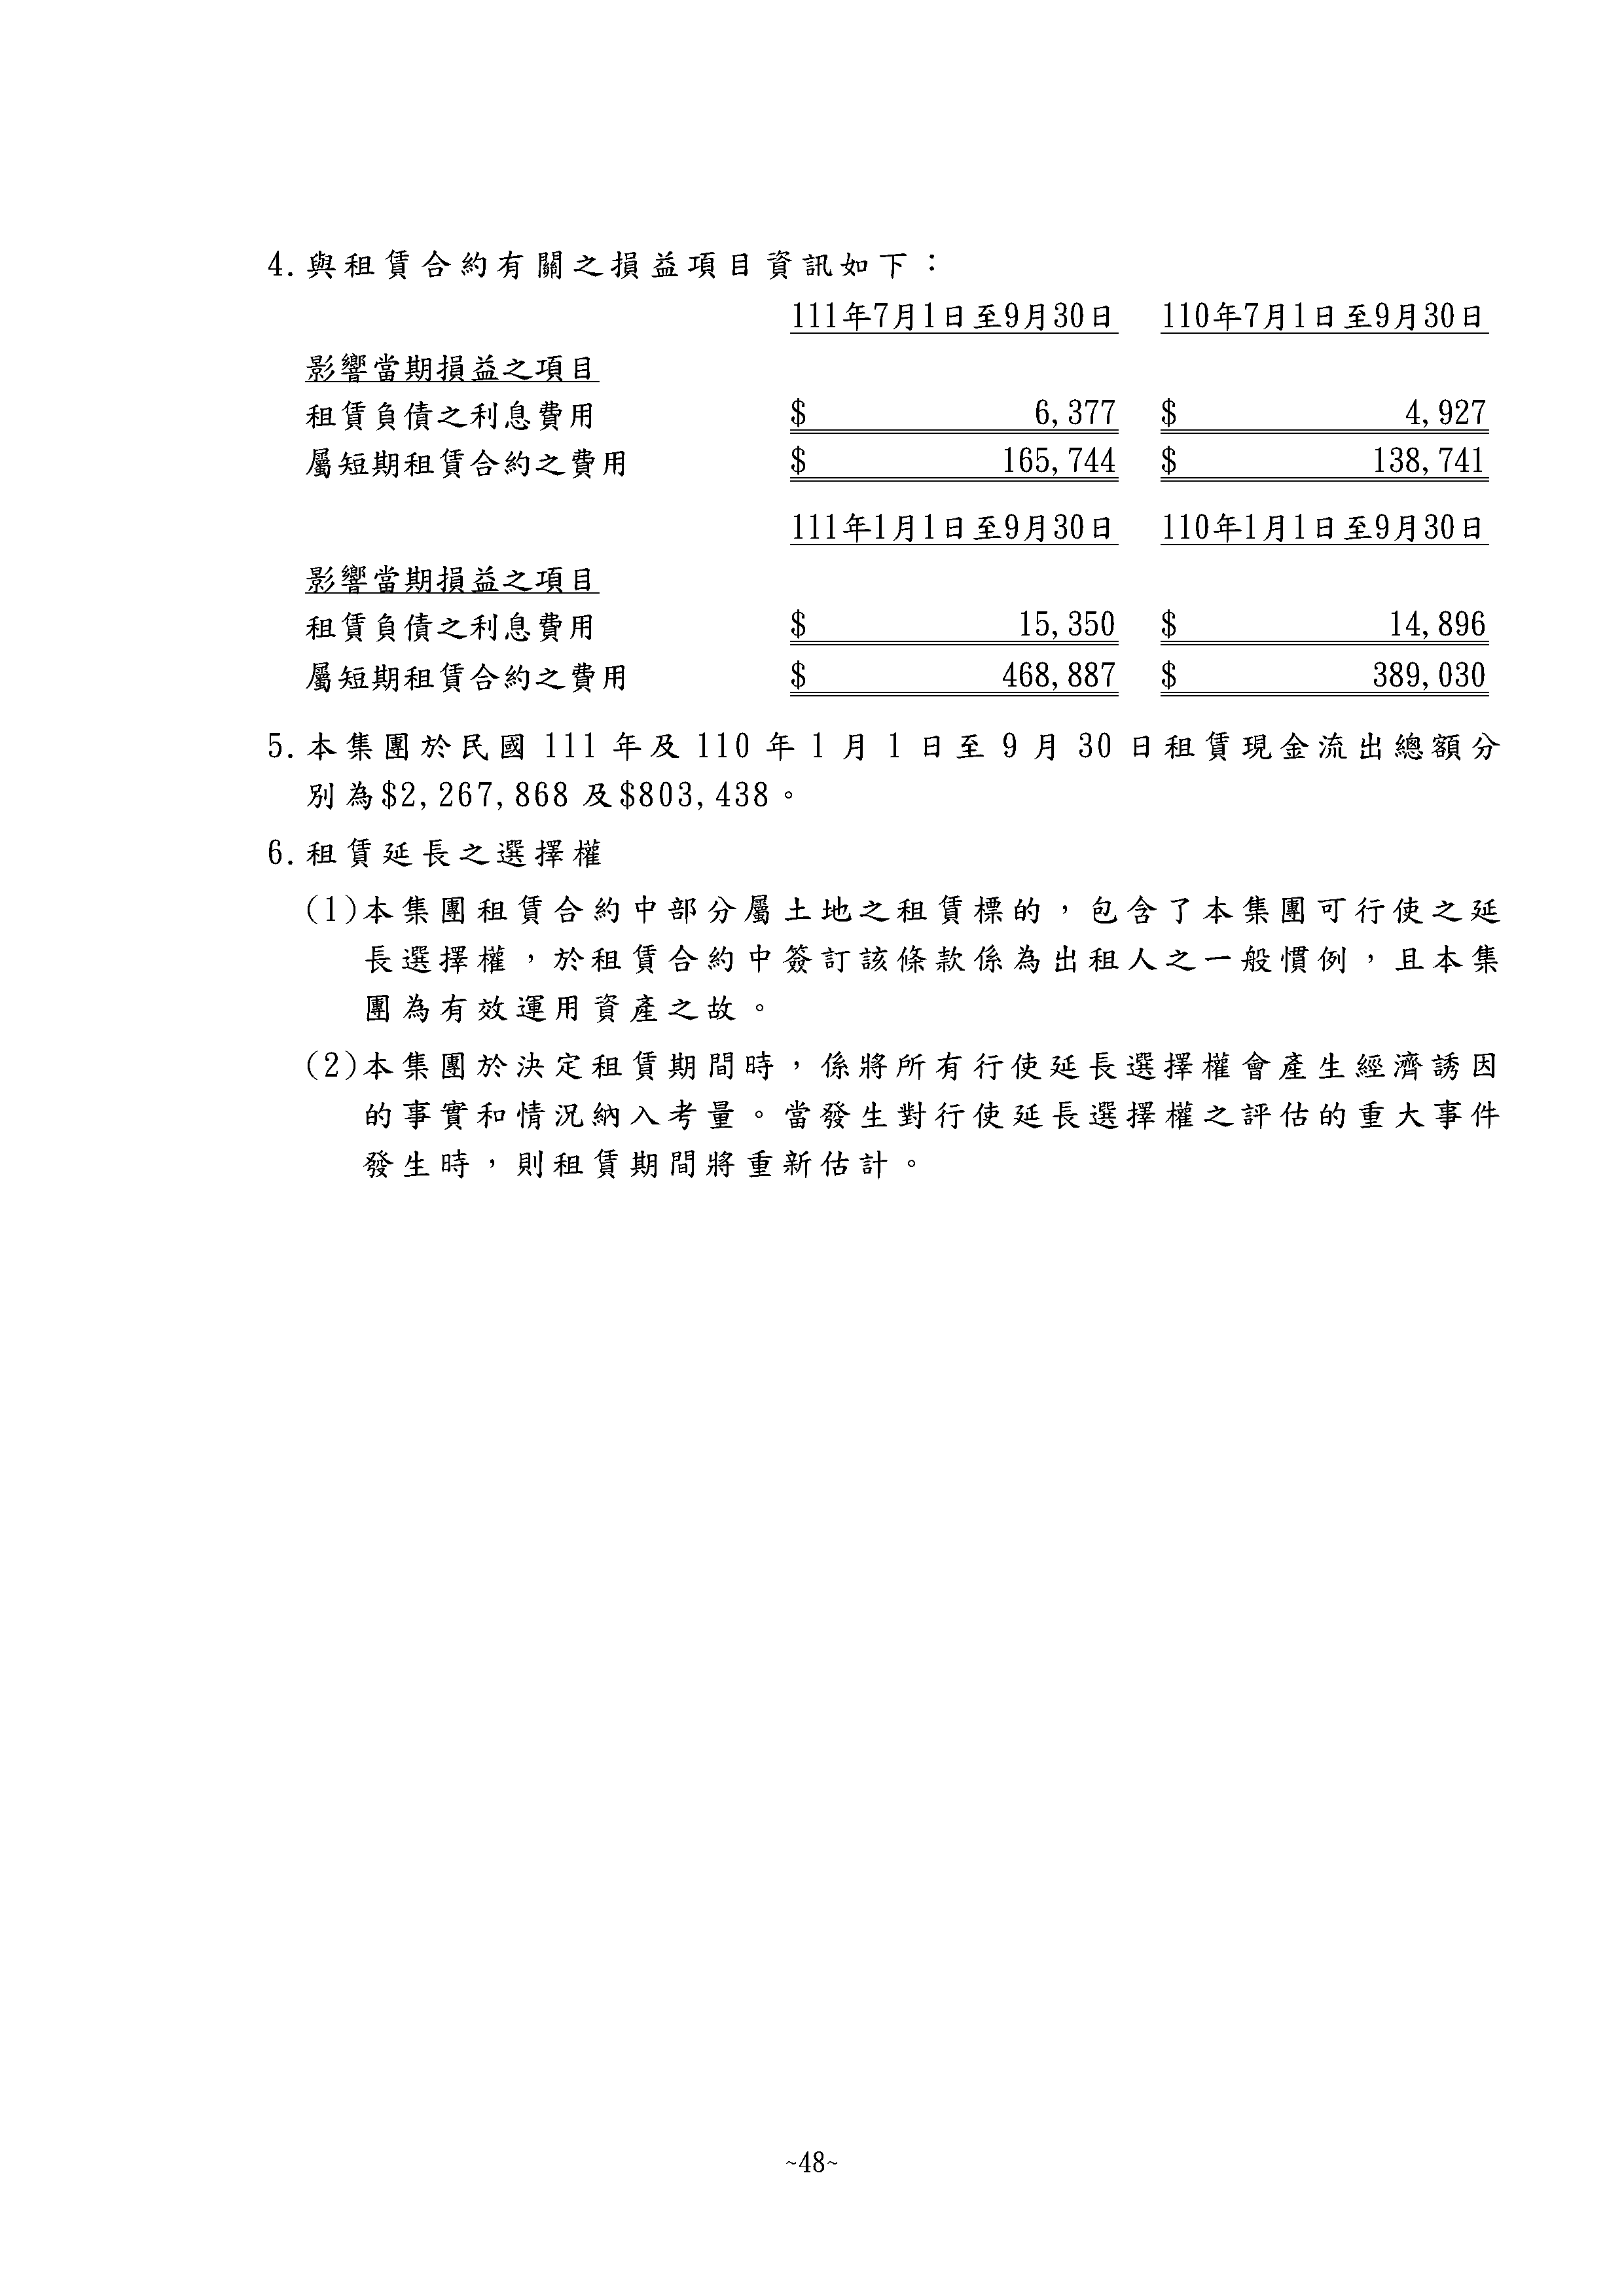 4.與租賃合約有關之損益項目資訊如下：
111年7月1日至9月30日 110年7月1日至9月30日
影響當期損益之項目
租賃負債之利息費用 $ 6,377 $ 4,927
屬短期租賃合約之費用 $ 165,744 $ 138,741
111年1月1日至9月30日 110年1月1日至9月30日
影響當期損益之項目
租賃負債之利息費用 $ 15,350 $ 14,896
屬短期租賃合約之費用 $ 468,887 $ 389,030
5.本集團於民國 111 年及 110 年 1 月 1 日至 9 月 30 日租賃現金流出總額分
別為$2,267,868 及$803,438。
6.租賃延長之選擇權
(1)本集團租賃合約中部分屬土地之租賃標的，包含了本集團可行使之延
長選擇權，於租賃合約中簽訂該條款係為出租人之一般慣例，且本集
團為有效運用資產之故。
(2)本集團於決定租賃期間時，係將所有行使延長選擇權會產生經濟誘因
的事實和情況納入考量。當發生對行使延長選擇權之評估的重大事件
發生時，則租賃期間將重新估計。
~48~